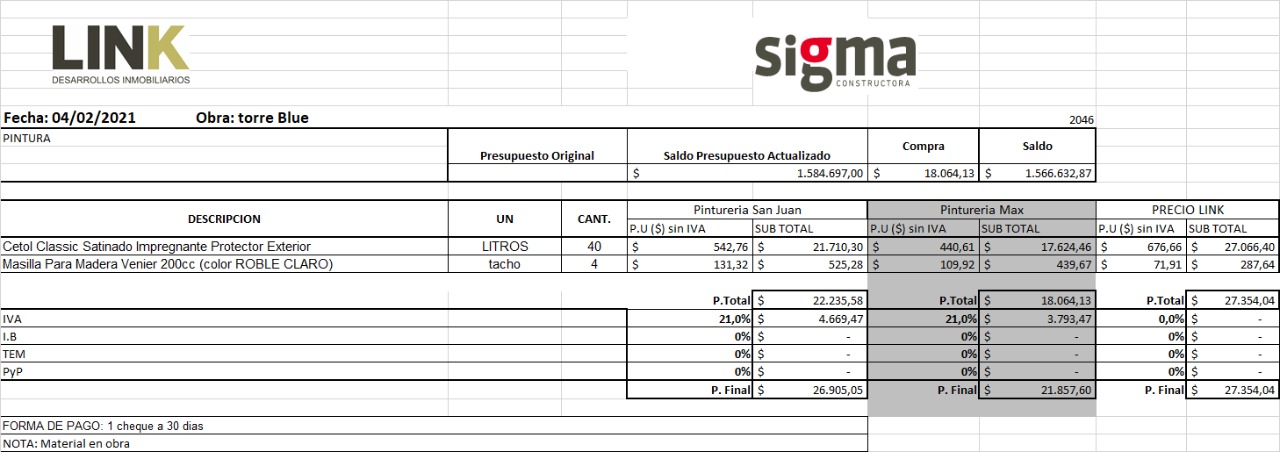 LINK
DESARROLLOS INMOBILIARIOS
sigma
CONSTRUCTORA
Fecha: 04/02/2021 Obra: torre Blue 2046
PINTURA Presupuesto Original Saldo Presupuesto Actualizado Compra Saldo
$ 1.584.697,00 $ 18.064,13 $ 1.566.632,87
DESCRIPCION UN CANT. Pintureria San Juan Pintureria Max PRECIO LINK
P.U ($) sin IVA SUB TOTAL P.U ($) sin IVA SUB TOTAL P.U ($) sin IVA SUB TOTAL
Cetol Classic Satinado Impregnante Protector Exterior LITROS 40 $ 542,76 $ 21.710,30 $ 440,61 $ 17.624,46 $ 676,66 $ 27.066,40
Masilla Para Madera Venier 200cc (color ROBLE CLARO) tacho 4 $ 131,32 $ 525,28 $ 109,92 $ 439,67 $ 71,91 $ 287,64
P.Total $ 22.235,58 P.Total $ 18.064,13 P.Total $ 27.354,04
IVA 21,0% $ 4.669,47 21,0% $ 3.793,47 0,0% $ -
I.B 0% $ - 0% $ - 0% $ -
TEM 0% $ - 0% $ - 0% $ -
PyP 0% $ - 0% $ - 0% $ -
P. Final $ 26.905,05 P. Final $ 21.857,60 P. Final $ 27.354,04
FORMA DE PAGO: 1 cheque a 30 dias
NOTA: Material en obra